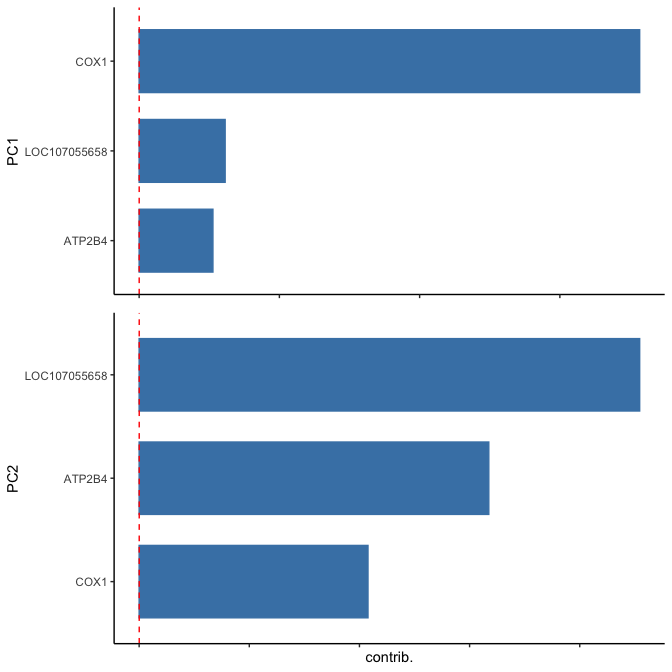 PC1
COX1
LOC107055658
ATP2B4
PC2
LOC107055658
ATP2B4
COX1
contrib.